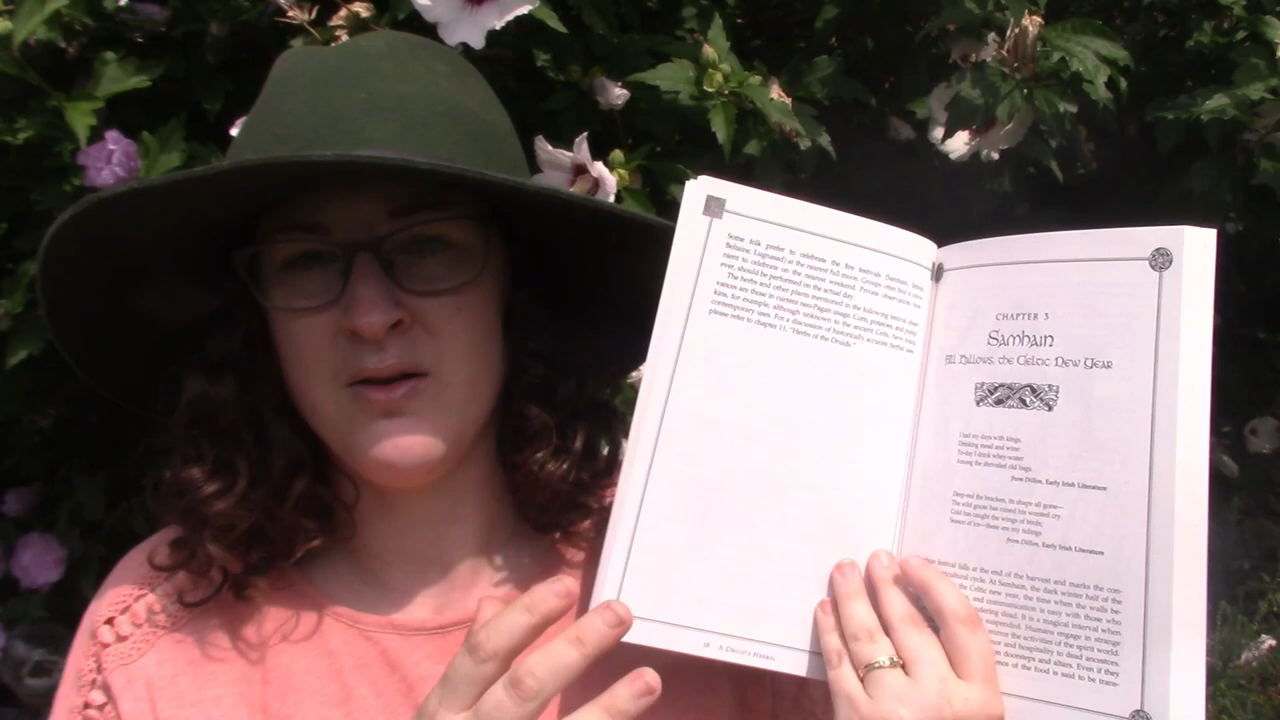 Some folk prefer to celebrate the fire festivals (Samhain, Imbolc,
Beltaine, Lugnasad) at the nearest full moon. Groups often find it conve-
nient to celebrate on the nearest weekend. Private observances, how-
ever, should be performed on the actual day.
The herbs and other plants mentioned in the following festival obser-
vances are those in current neo-Pagan usage. Corn, potatoes, and pump-
kins, for example, although unknown to the ancient Celts, have found
contemporary uses. For a discussion of historically accurate herbal uses,
please refer to chapter 11, "Herbs of the Druids."
18 A Druid's Herbal
CHAPTER 3
Samhain
All Hallows, the Celtic New Year
I had my days with kings,
Drinking mead and wine:
To-day I drink whey-water
Among the shrivelled old hags.
from Dillon, Early Irish Literature
Deep-red the bracken, its shape all gone—
The wild goose has raised his wonted cry.
Cold has caught the wings of birds;
Season of ice—these are my tidings
from Dillon, Early Irish Literature
This festival falls at the end of the harvest and marks the con-
cultural cycle. At Samhain, the dark winter half of the
the Celtic new year, the time when the walls be-
and communication is easy with those who
wandering dead. It is a magical interval when
suspended. Humans engage in strange
mirror the activities of the spirit world.
and hospitality to dead ancestors.
on doorsteps and altars. Even if they
of the food is said to be trans-